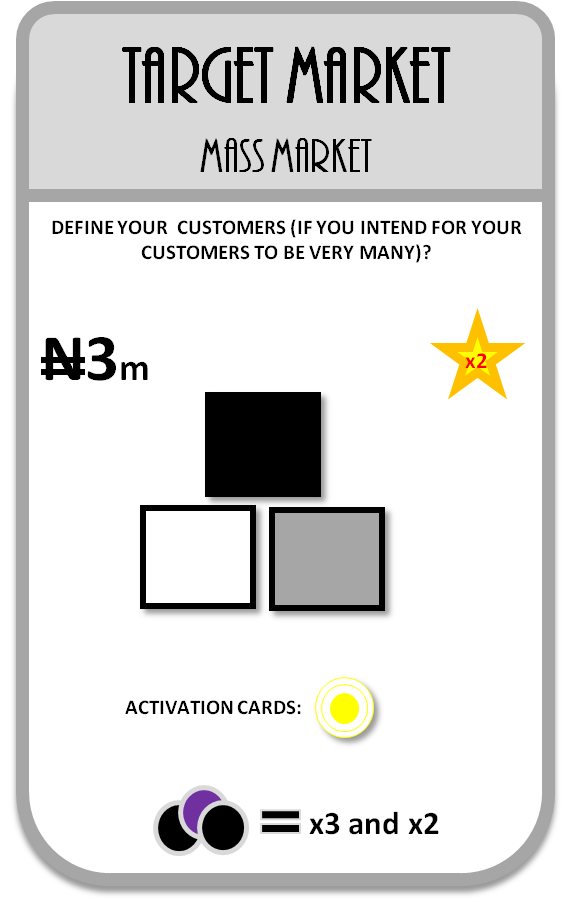 TARGET MARKET
MASS MARKET
DEFINE YOUR CUSTOMERS (IF YOU INTEND FOR YOUR
CUSTOMERS TO BE VERY MANY)?
₦3m
x2
ACTIVATION CARDS:
= x3 and x2